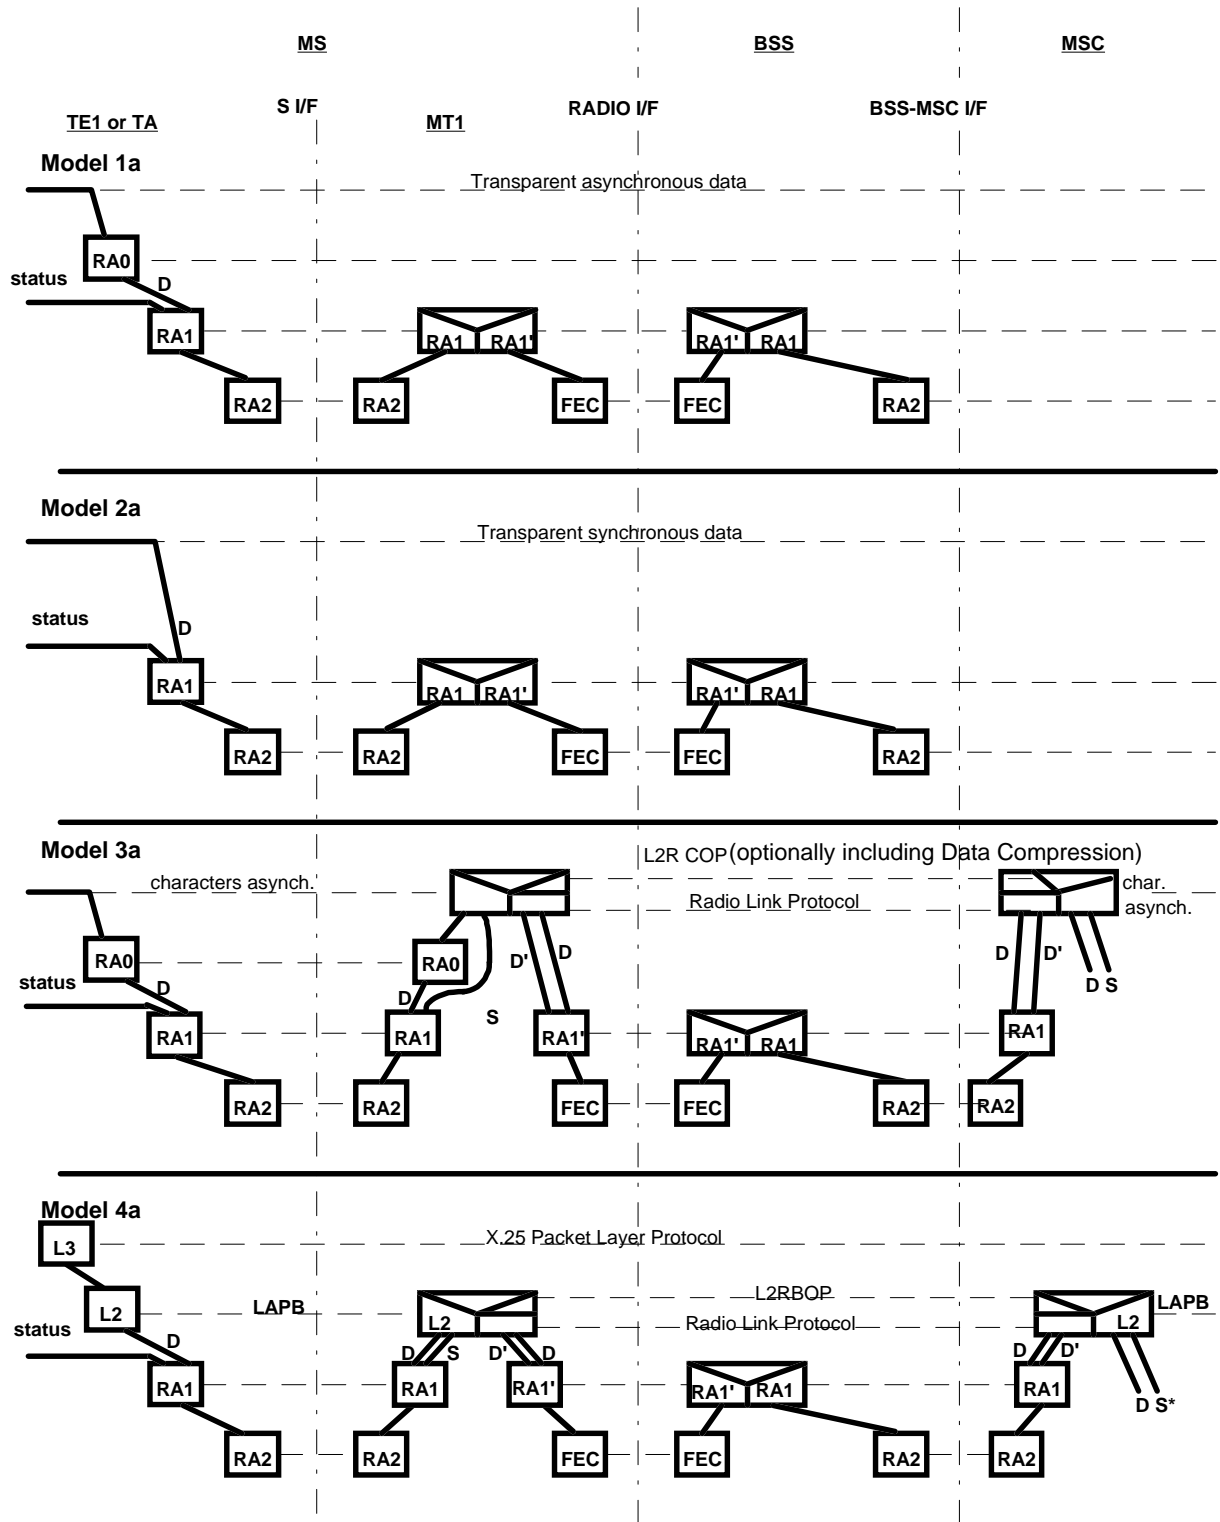 MS BSS MSC
S I/F RADIO I/F BSS-MSC I/F
TE1 or TA MT1
Model 1a
Transparent asynchronous data
RA0
status D
RA1 RA1 RA1' RA1' RA1
RA2 RA2 FEC FEC RA2
Model 2a
Transparent synchronous data
status D
RA1 RA1 RA1' RA1' RA1
RA2 RA2 FEC FEC RA2
Model 3a
L2R COP(optionally including Data Compression)
characters asynch. char.
Radio Link Protocol asynch.
RA0 RA0 D' D D D'
status D D S D S
RA1 RA1 RA1' RA1' RA1 RA1
RA2 RA2 FEC FEC RA2 RA2
Model 4a
L3 X.25 Packet Layer Protocol
L2RBOP
L2 LAPB LAPB
L2 Radio Link Protocol L2
status D D S D' D D D'
RA1 RA1 RA1' RA1' RA1 RA1
D S*
RA2 RA2 FEC FEC RA2 RA2